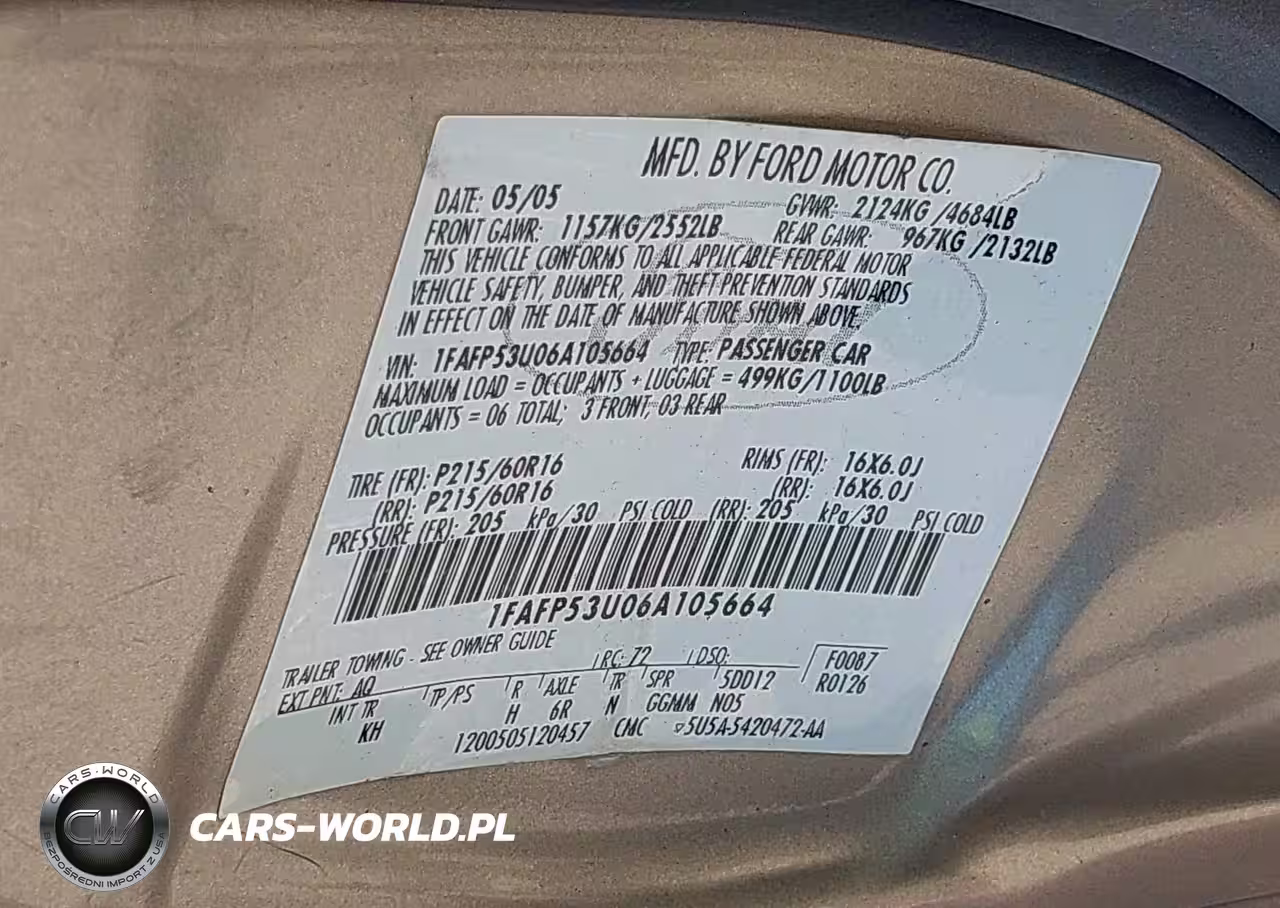 MFD. BY FORD MOTOR CO.
DATE: 05/05 GVWR: 2124KG /4684LB
FRONT GAWR: 1157KG/2552LB REAR GAWR: 967KG /2132LB
THIS VEHICLE CONFORMS TO ALL APPLICABLE FEDERAL MOTOR
VEHICLE SAFETY, BUMPER, AND THEFT PREVENTION STANDARDS
IN EFFECT ON THE DATE OF MANUFACTURE SHOWN ABOVE.
VIN: 1FAFP53U06A105664 TYPE: PASSENGER CAR
MAXIMUM LOAD = OCCUPANTS + LUGGAGE = 499KG/1100LB
OCCUPANTS = 06 TOTAL; 3 FRONT, 03 REAR
TIRE (FR): P215/60R16 RIMS (FR): 16X6.0J
(RR): P215/60R16 (RR): 16X6.0J
PRESSURE (FR): 205 kPa/30 PSI COLD (RR): 205 kPa/30 PSI COLD
1FAFP53U06A105664
TRAILER TOWING - SEE OWNER GUIDE
EXT PNT: AQ RC: 72 DSO: F0087
INT TR TP/PS R AXLE TR SPR 5DD12 R0126
KH H 6R N GGMM N05
1200505120457 CMC 5U5A-5420472-AA
CARS-WORLD
CW
BEZPOŚREDNI IMPORT Z USA
CARS-WORLD.PL